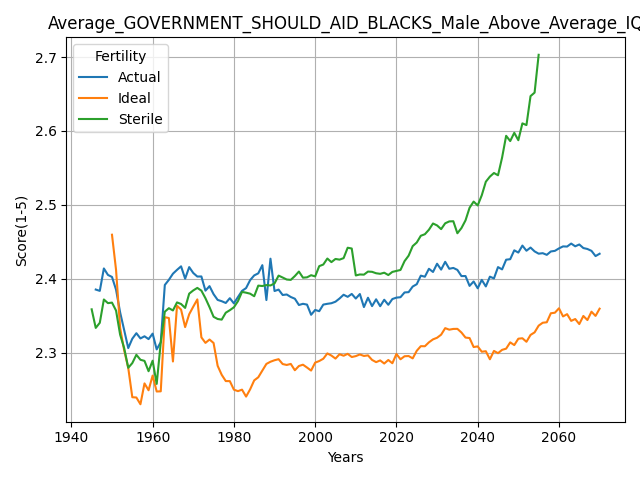 Average_GOVERNMENT_SHOULD_AID_BLACKS_Male_Above_Average_IQ
Fertility
Actual
Ideal
Sterile
Score(1-5)
2.7
2.6
2.5
2.4
2.3
1940 1960 1980 2000 2020 2040 2060
Years